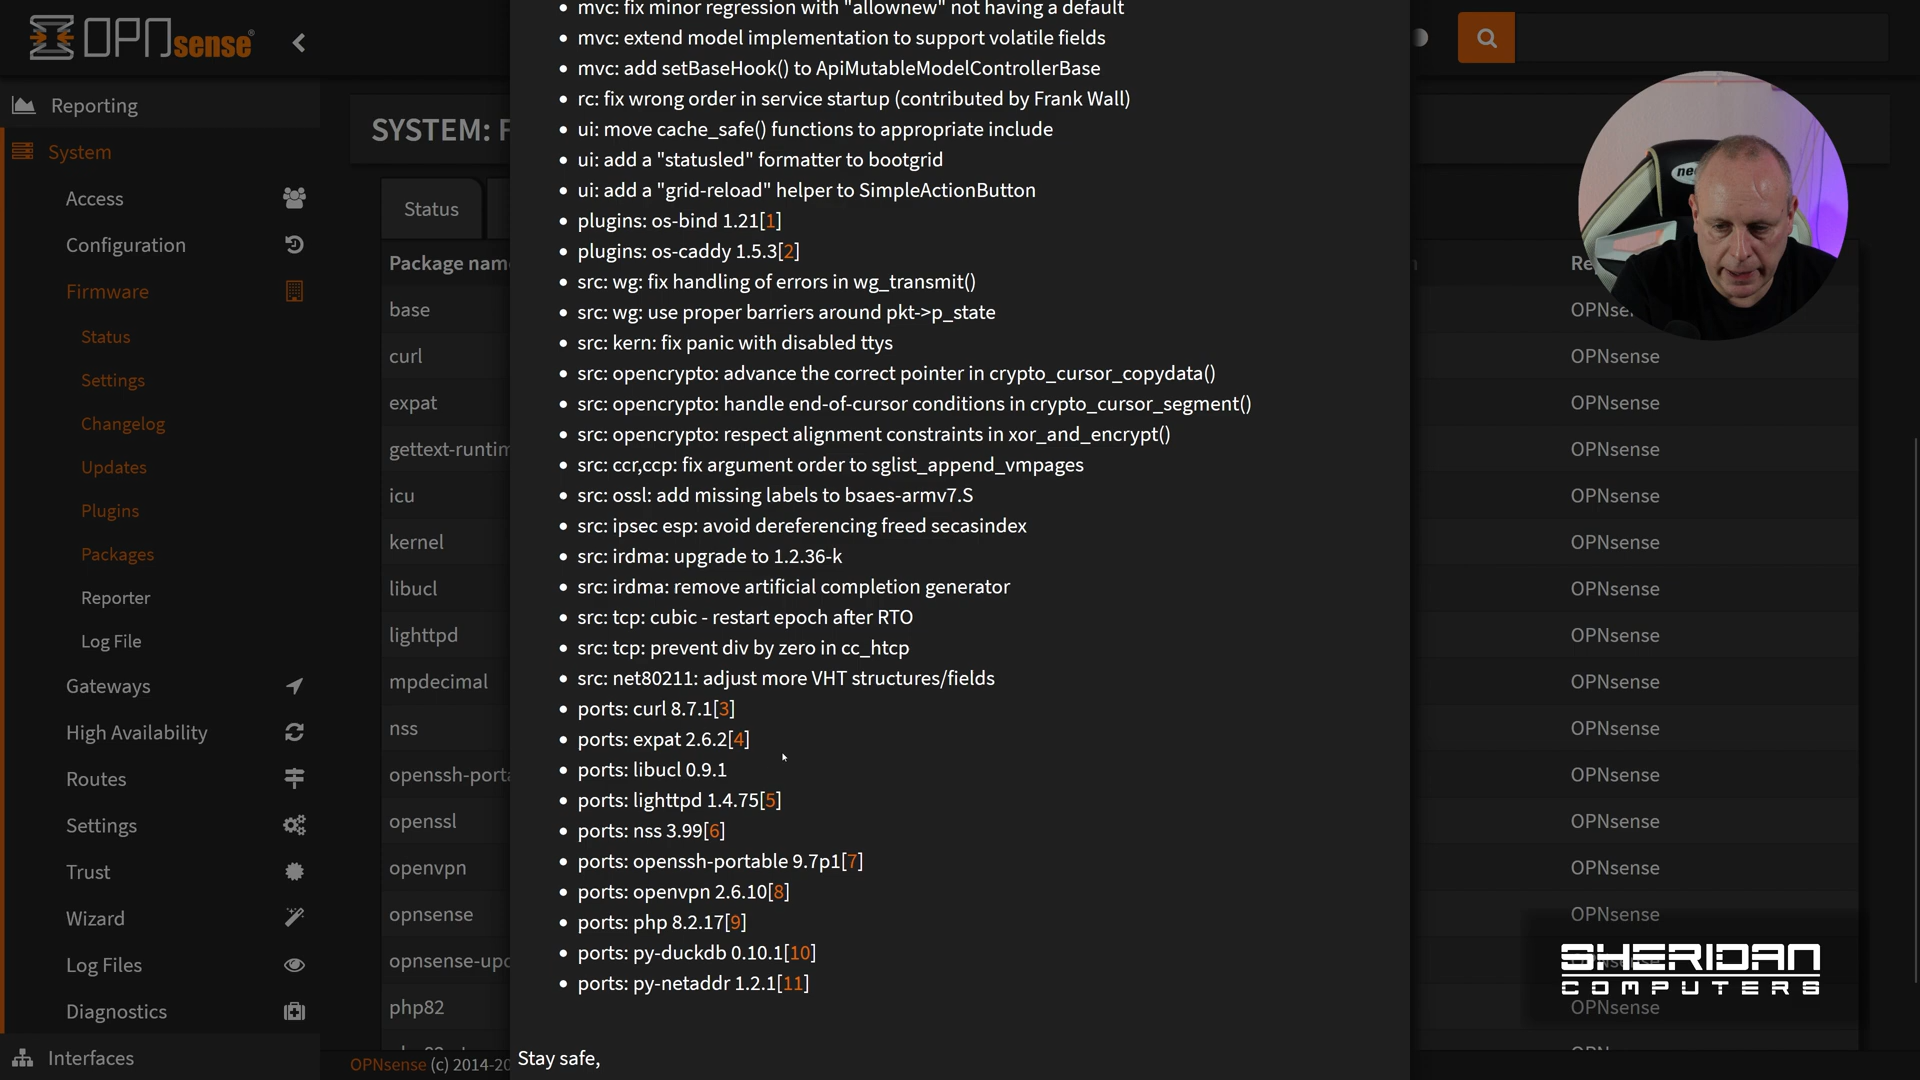 OPNsense®
Reporting
System
Access
Configuration
Firmware
Status
Settings
Changelog
Updates
Plugins
Packages
Reporter
Log File
Gateways
High Availability
Routes
Settings
Trust
Wizard
Log Files
Diagnostics
Interfaces
SYSTEM: F
Status
Package nam
base
curl
expat
gettext-runtim
icu
kernel
libucl
lighttpd
mpdecimal
nss
openssh-porta
openssl
openvpn
opnsense
opnsense-upd
php82
OPNsense (c) 2014-20
mvc: fix minor regression with "allownew" not having a default
mvc: extend model implementation to support volatile fields
mvc: add setBaseHook() to ApiMutableModelControllerBase
rc: fix wrong order in service startup (contributed by Frank Wall)
ui: move cache_safe() functions to appropriate include
ui: add a "statusled" formatter to bootgrid
ui: add a "grid-reload" helper to SimpleActionButton
plugins: os-bind 1.21[1]
plugins: os-caddy 1.5.3[2]
src: wg: fix handling of errors in wg_transmit()
src: wg: use proper barriers around pkt->p_state
src: kern: fix panic with disabled ttys
src: opencrypto: advance the correct pointer in crypto_cursor_copydata()
src: opencrypto: handle end-of-cursor conditions in crypto_cursor_segment()
src: opencrypto: respect alignment constraints in xor_and_encrypt()
src: ccr,ccp: fix argument order to sglist_append_vmpages
src: ossl: add missing labels to bsaes-armv7.S
src: ipsec esp: avoid dereferencing freed secasindex
src: irdma: upgrade to 1.2.36-k
src: irdma: remove artificial completion generator
src: tcp: cubic - restart epoch after RTO
src: tcp: prevent div by zero in cc_htcp
src: net80211: adjust more VHT structures/fields
ports: curl 8.7.1[3]
ports: expat 2.6.2[4]
ports: libucl 0.9.1
ports: lighttpd 1.4.75[5]
ports: nss 3.99[6]
ports: openssh-portable 9.7p1[7]
ports: openvpn 2.6.10[8]
ports: php 8.2.17[9]
ports: py-duckdb 0.10.1[10]
ports: py-netaddr 1.2.1[11]
Stay safe,
Re
OPNse
OPNsense
OPNsense
OPNsense
OPNsense
OPNsense
OPNsense
OPNsense
OPNsense
OPNsense
OPNsense
OPNsense
OPNsense
OPNsense
OPNsense
SHERIDAN
COMPUTERS